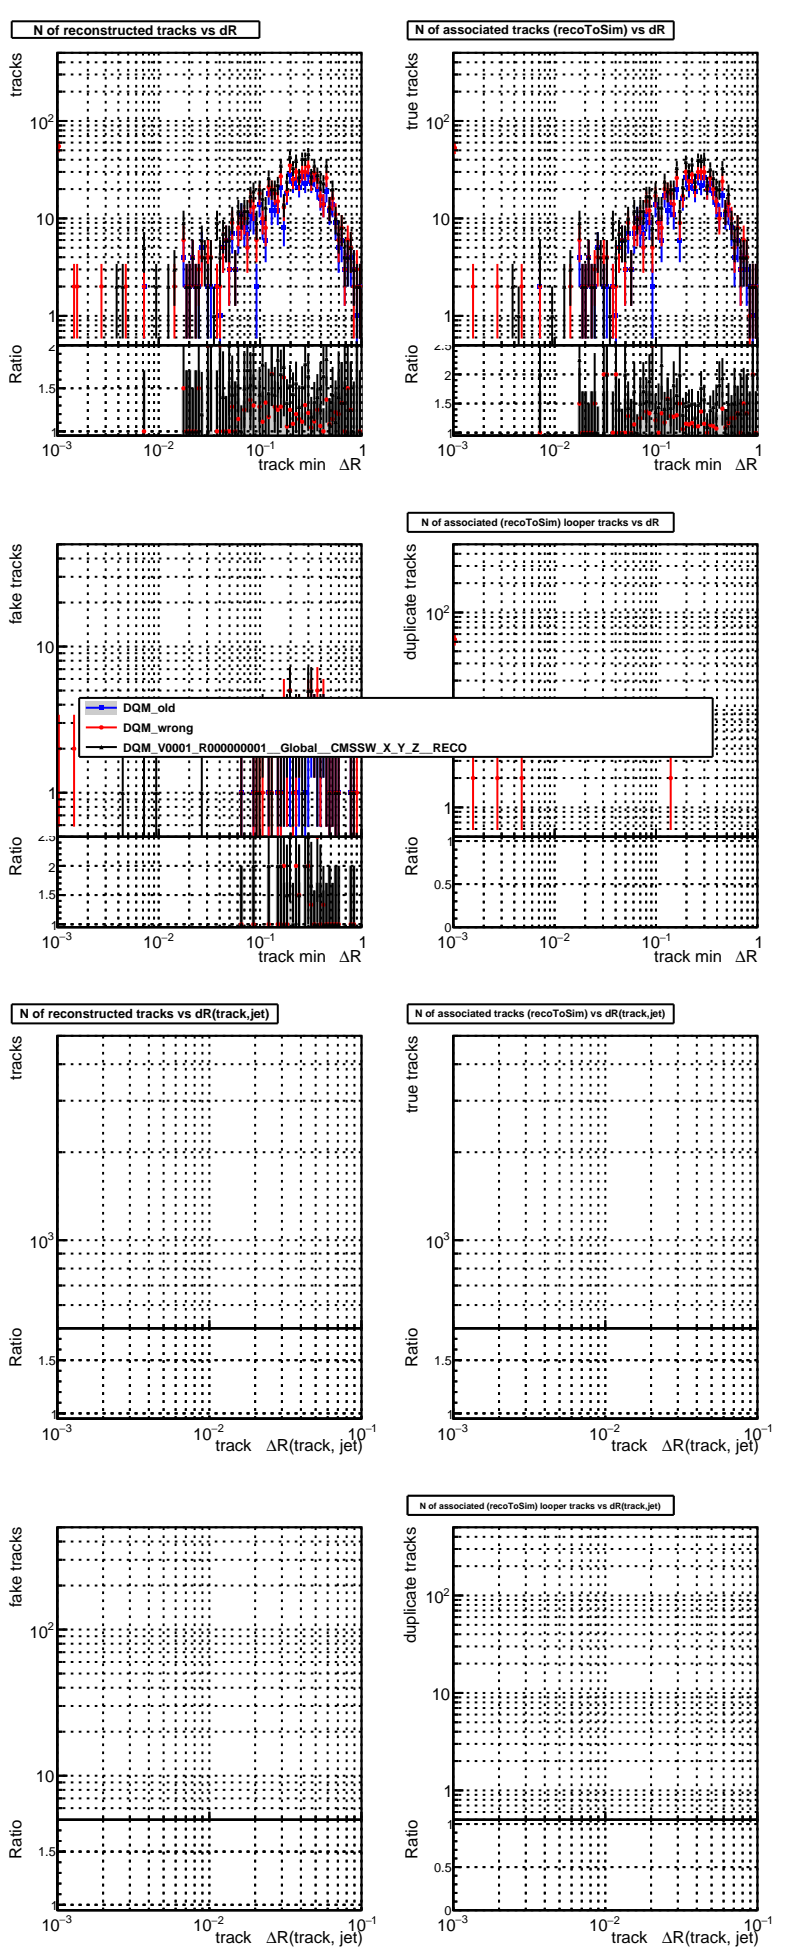 N of reconstructed tracks vs dR
tracks
10²
10
1
Ratio
2
1.5
1
10⁻³ 10⁻² 10⁻¹ 1
track min ΔR
N of associated tracks (recoToSim) vs dR
true tracks
10²
10
1
Ratio
2.5
2
1.5
1
10⁻³ 10⁻² 10⁻¹ 1
track min ΔR
fake tracks
10
1
Ratio
2.5
2
1.5
1
10⁻³ 10⁻² 10⁻¹ 1
track min ΔR
N of associated (recoToSim) looper tracks vs dR
duplicate tracks
10²
1
Ratio
1
0.5
0
10⁻³ 10⁻² 10⁻¹ 1
track min ΔR
DQM_old
DQM_wrong
DQM_V0001_R000000001__Global__CMSSW_X_Y_Z__RECO
N of reconstructed tracks vs dR(track,jet)
tracks
10³
Ratio
1.5
1
10⁻³ 10⁻² 10⁻¹
track ΔR(track, jet)
N of associated tracks (recoToSim) vs dR(track,jet)
true tracks
10³
Ratio
1.5
1
10⁻³ 10⁻² 10⁻¹
track ΔR(track, jet)
fake tracks
10²
10
Ratio
1.5
1
10⁻³ 10⁻² 10⁻¹
track ΔR(track, jet)
N of associated (recoToSim) looper tracks vs dR(track,jet)
duplicate tracks
10²
10
1
Ratio
1
0.5
0
10⁻³ 10⁻² 10⁻¹
track ΔR(track, jet)